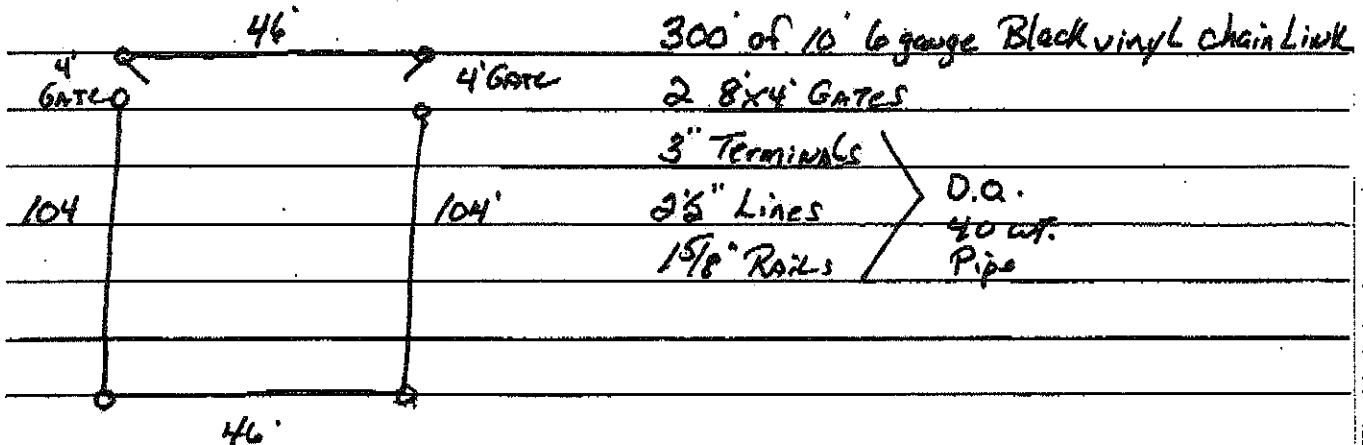 46'
300' of 10' 6 gauge Black vinyl chain Link
4' GATE
4' GATE
2 8'x4' GATES
3" Terminals
2½" Lines
1⅝" Rails
D.Q.
40 wt.
Pipe
104
104'
46'